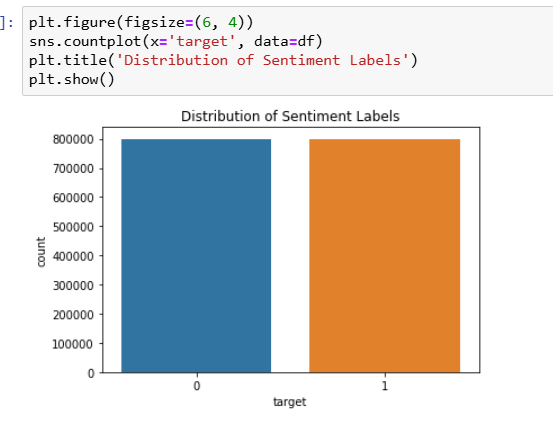 ]:
plt.figure(figsize=(6, 4))
sns.countplot(x='target', data=df)
plt.title('Distribution of Sentiment Labels')
plt.show()
Distribution of Sentiment Labels
800000
700000
600000
500000
400000
300000
200000
100000
0
count
0 1
target